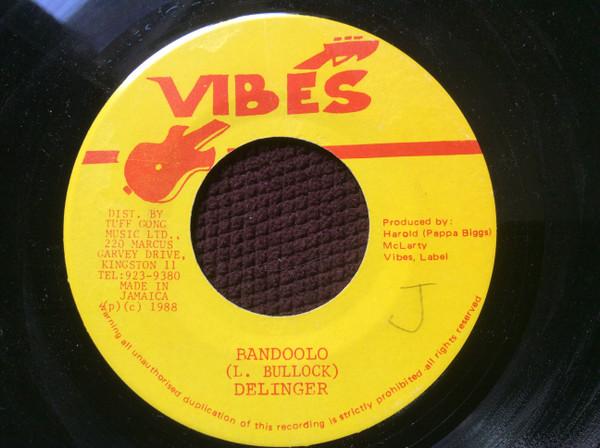 VIBES
DIST. BY
TUFF GONG
MUSIC LTD.,
220 MARCUS
GARVEY DRIVE,
KINGSTON 11
TEL:923-9380
MADE IN
JAMAICA
(p)(c) 1988
Produced by:
Harold (Pappa Biggs)
McLarty
Vibes, Label
J
RANDOOLO
(L. BULLOCK)
DELINGER
Warning all unauthorised duplication of this recording is strictly prohibited-all rights reserved